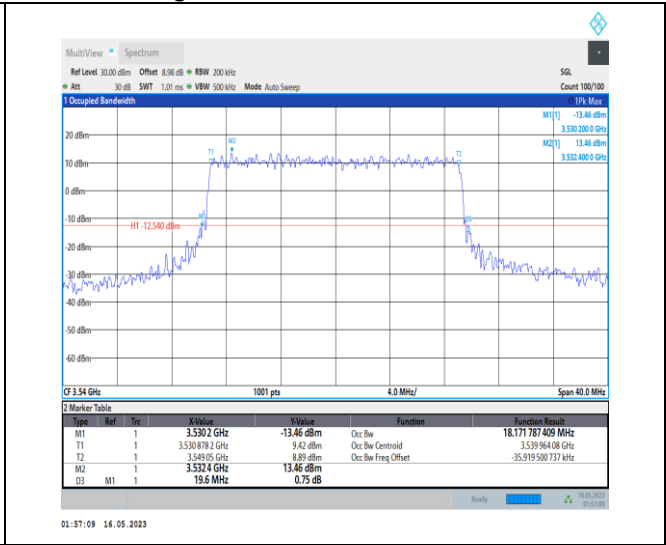 MultiView Spectrum
Ref Level 30.00 dBm Offset 8.98 dB RBW 200 kHz SGL
Att 30 dB SWT 1.01 ms VBW 500 kHz Mode Auto Sweep Count 100/100
1 Occupied Bandwidth 1Pk Max
M1[1] -13.46 dBm
3.530 200 0 GHz
M2[1] 13.46 dBm
3.532 400 0 GHz
20 dBm
M2
T1
T2
10 dBm
0 dBm
-10 dBm
M1
D3
H1 -12.540 dBm
-20 dBm
-30 dBm
-40 dBm
-50 dBm
-60 dBm
CF 3.54 GHz 1001 pts 4.0 MHz/ Span 40.0 MHz
2 Marker Table
Type Ref Trc X-Value Y-Value Function Function Result
M1 1 3.530 2 GHz -13.46 dBm Occ Bw 18.171 787 409 MHz
T1 1 3.530 878 2 GHz 9.42 dBm Occ Bw Centroid 3.539 964 08 GHz
T2 1 3.549 05 GHz 8.89 dBm Occ Bw Freq Offset -35.919 500 737 kHz
M2 1 3.532 4 GHz 13.46 dBm
D3 M1 1 19.6 MHz 0.75 dB
Ready 16.05.2023
01:57:09
01:57:09 16.05.2023